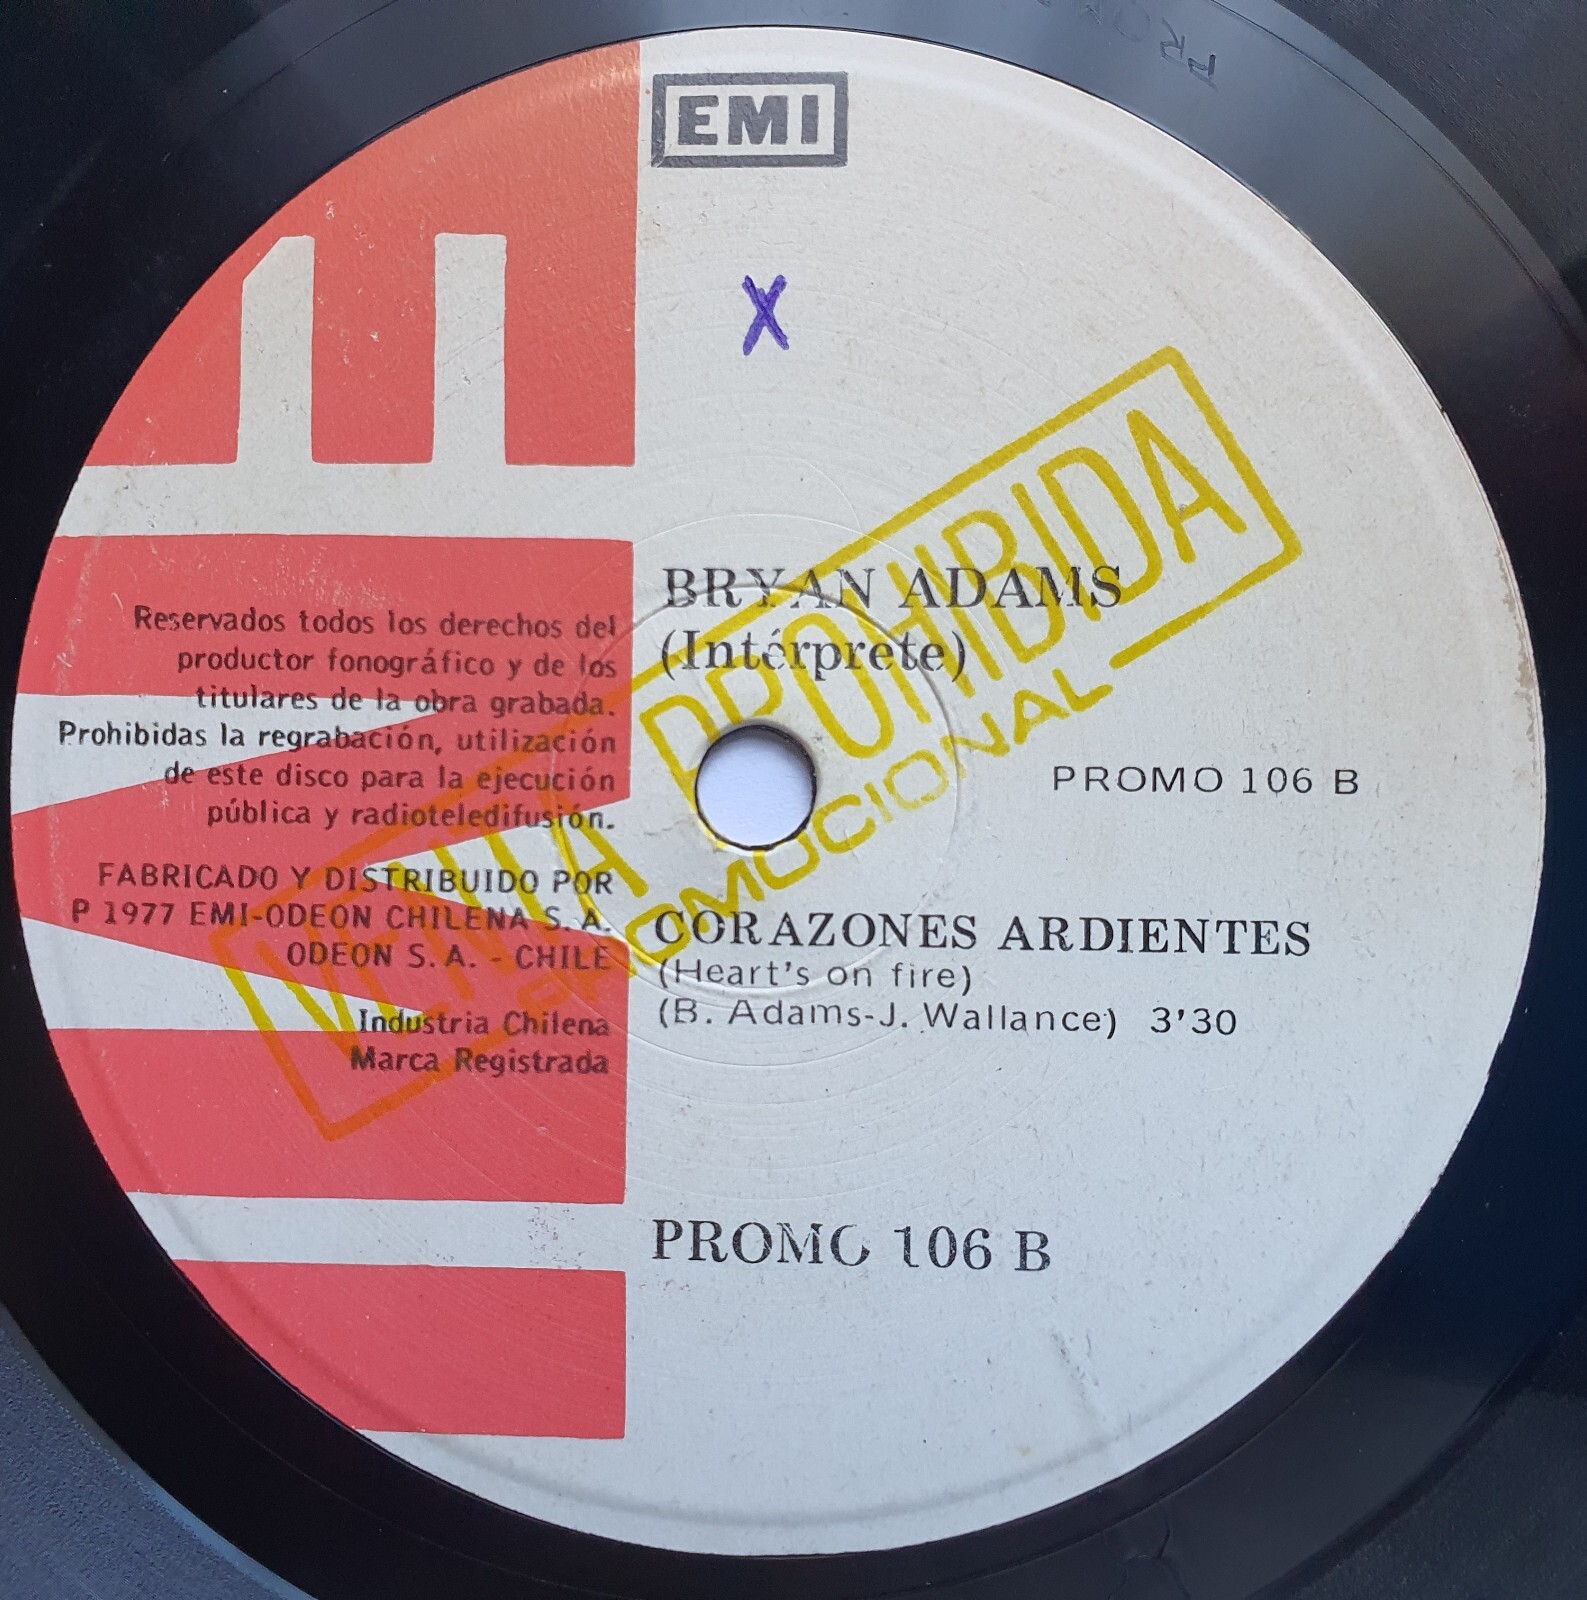 PRO
EMI
EMI
X
BRYAN ADAMS
(Intérprete)
VENTA PROHIBIDA
PROMOCIONAL
PROMO 106 B
Reservados todos los derechos del
productor fonográfico y de los
titulares de la obra grabada.
Prohibidas la regrabación, utilización
de este disco para la ejecución
pública y radioteledifusión.
FABRICADO Y DISTRIBUIDO POR
P 1977 EMI-ODEON CHILENA S. A.
ODEON S. A. - CHILE
Industria Chilena
Marca Registrada
CORAZONES ARDIENTES
(Heart's on fire)
(B. Adams-J. Wallance) 3'30
PROMO 106 B